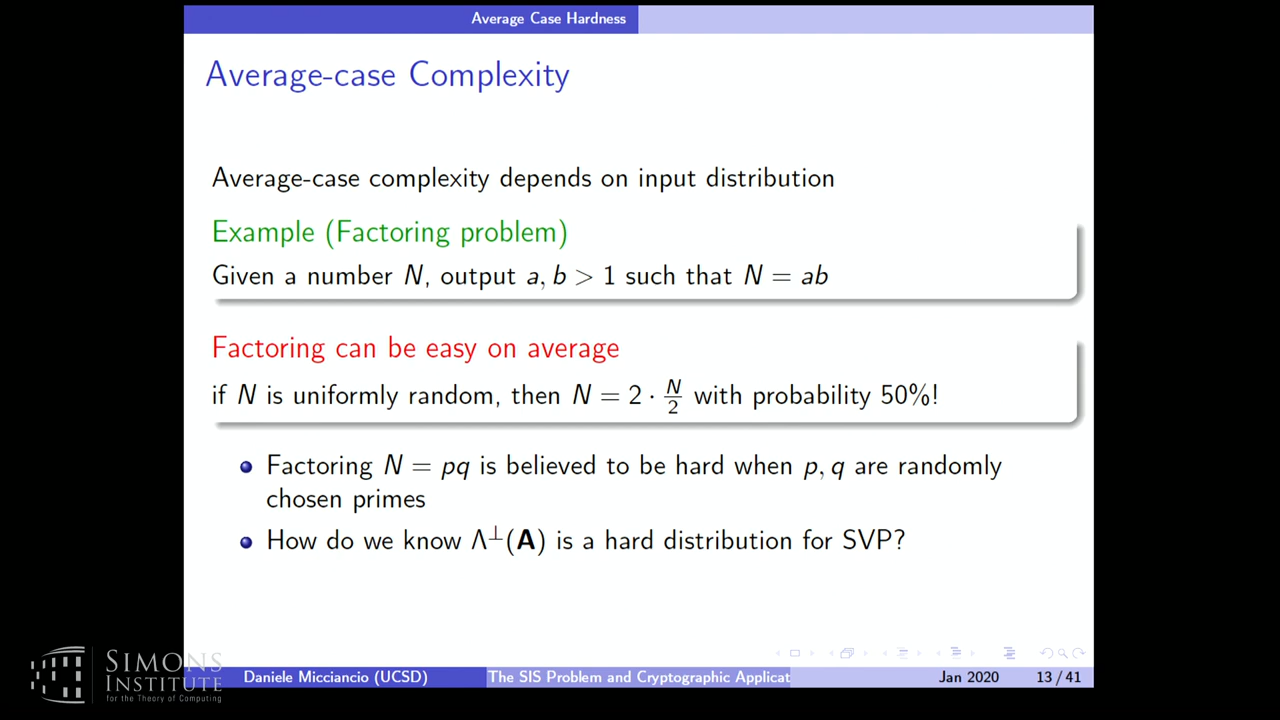 Average Case Hardness
Average-case Complexity
Average-case complexity depends on input distribution
Example (Factoring problem)
Given a number N, output a, b > 1 such that N = ab
Factoring can be easy on average
if N is uniformly random, then N = 2 · N/2 with probability 50%!
Factoring N = pq is believed to be hard when p, q are randomly
chosen primes
How do we know Λ⊥(A) is a hard distribution for SVP?
SIMONS
INSTITUTE
for the Theory of Computing
Daniele Micciancio (UCSD)
The SIS Problem and Cryptographic Applicat
Jan 2020
13 / 41